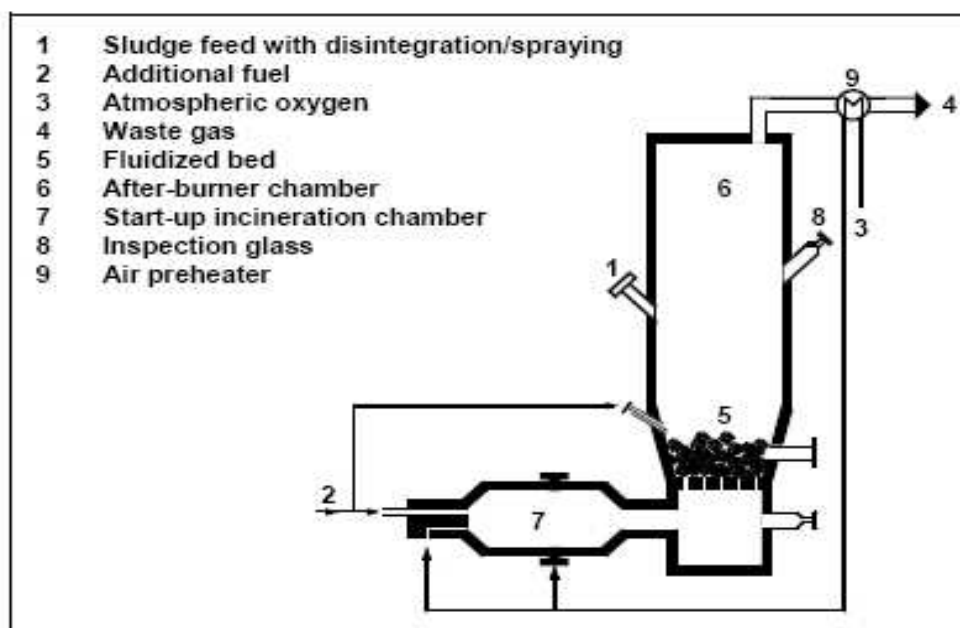 1 Sludge feed with disintegration/spraying
2 Additional fuel
3 Atmospheric oxygen
4 Waste gas
5 Fluidized bed
6 After-burner chamber
7 Start-up incineration chamber
8 Inspection glass
9 Air preheater
9
4
6
8
3
1
5
2
7